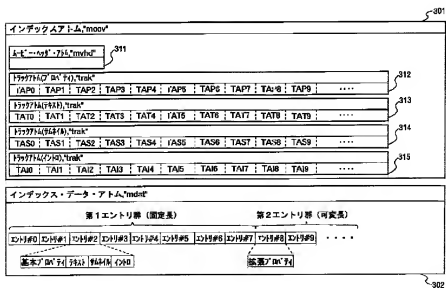 301
インデックスアトム,"moov"
ムービー・ヘッダ・アトム,"mvhd"
311
312
トラックアトム(プロパティ),"trak"
TAP0 TAP1 TAP2 TAP3 TAP4 TAP5 TAP6 TAP7 TAP8 TAP9 ‥‥
313
トラックアトム(テキスト),"trak"
TAT0 TAT1 TAT2 TAT3 TAT4 TAT5 TAT6 TAT7 TAT8 TAT9 ‥‥
314
トラックアトム(サムネイル),"trak"
TAS0 TAS1 TAS2 TAS3 TAS4 TAS5 TAS6 TAS7 TAS8 TAS9 ‥‥
315
トラックアトム(イントロ),"trak"
TAI0 TAI1 TAI2 TAI3 TAI4 TAI5 TAI6 TAI7 TAI8 TAI9 ‥‥
インデックス・データ・アトム,"mdat"
第1エントリ群(固定長) 第2エントリ群(可変長)
エントリ#0 エントリ#1 エントリ#2 エントリ#3 エントリ#4 エントリ#5 エントリ#6 エントリ#7 エントリ#8 エントリ#9 ‥‥
基本プロパティ テキスト サムネイル イントロ 拡張プロパティ
302